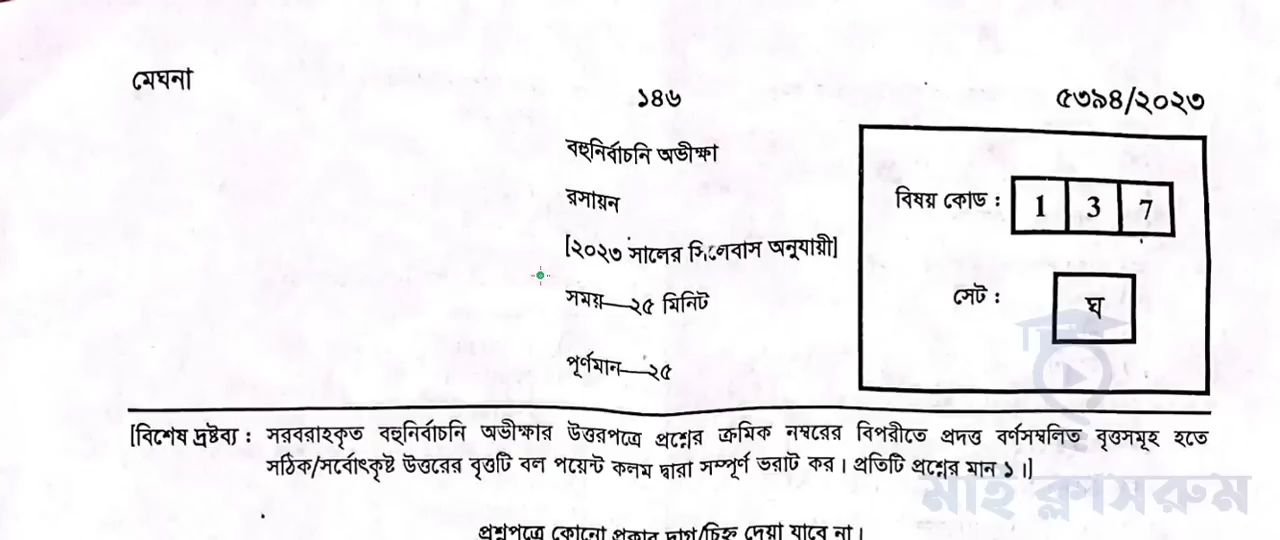 মেঘনা
১৪৬
৫৩৯৪/২০২৩
বহুনির্বাচনি অভীক্ষা
রসায়ন
[২০২৩ সালের সিলেবাস অনুযায়ী]
সময়—২৫ মিনিট
পূর্ণমান—২৫
বিষয় কোড : 1 3 7
সেট : ঘ
[বিশেষ দ্রষ্টব্য : সরবরাহকৃত বহুনির্বাচনি অভীক্ষার উত্তরপত্রে প্রশ্নের ক্রমিক নম্বরের বিপরীতে প্রদত্ত বর্ণসম্বলিত বৃত্তসমূহ হতে
সঠিক/সর্বোৎকৃষ্ট উত্তরের বৃত্তটি বল পয়েন্ট কলম দ্বারা সম্পূর্ণ ভরাট কর। প্রতিটি প্রশ্নের মান ১।]
মাই ক্লাসরুম
প্রশ্নপত্রে কোনো প্রকার দাগ/চিহ্ন দেয়া যাবে না।